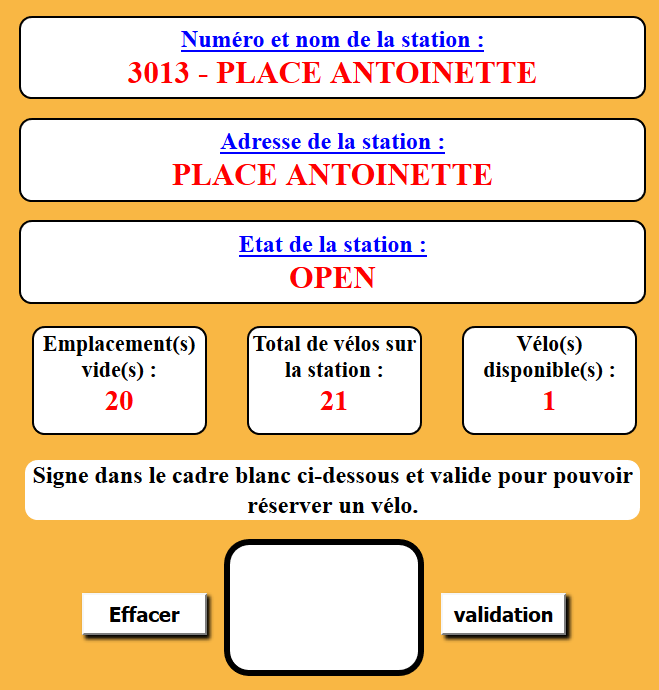 Numéro et nom de la station :
3013 - PLACE ANTOINETTE
Adresse de la station :
PLACE ANTOINETTE
Etat de la station :
OPEN
Emplacement(s)
vide(s) :
20
Total de vélos sur
la station :
21
Vélo(s)
disponible(s) :
1
Signe dans le cadre blanc ci-dessous et valide pour pouvoir
réserver un vélo.
Effacer
validation